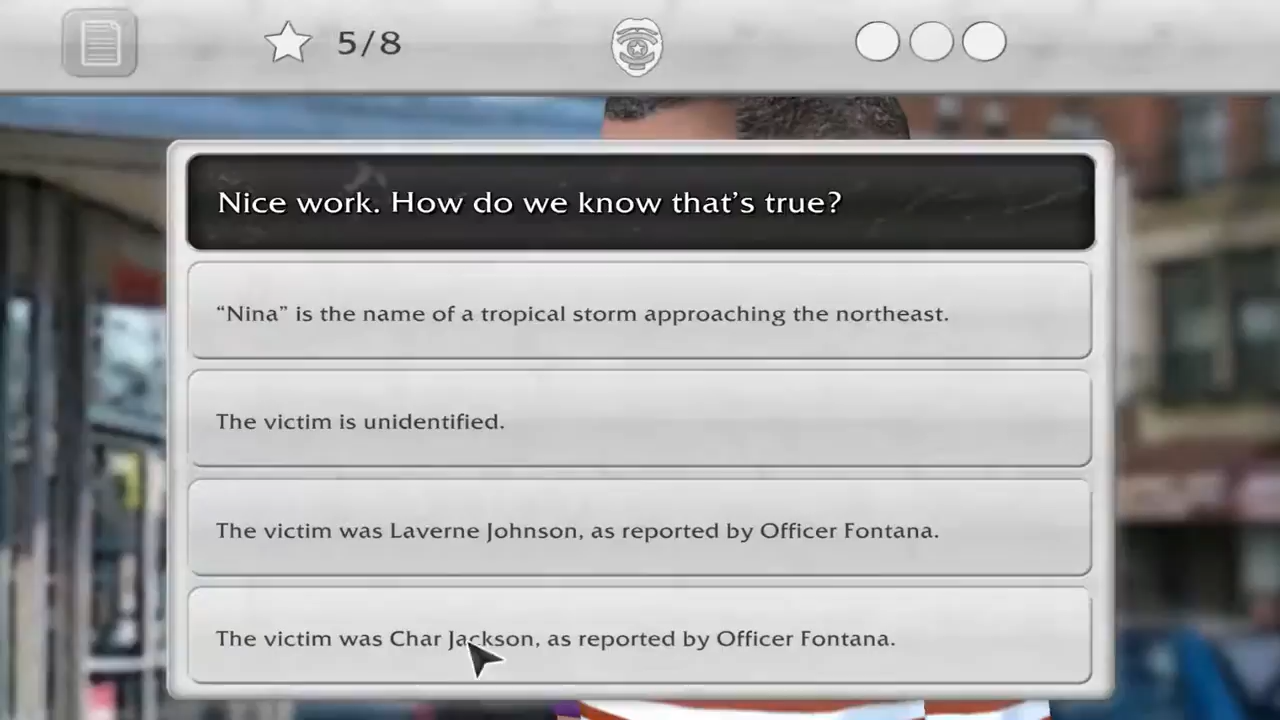 5/8
Nice work. How do we know that’s true?
“Nina” is the name of a tropical storm approaching the northeast.
The victim is unidentified.
The victim was Laverne Johnson, as reported by Officer Fontana.
The victim was Char Jackson, as reported by Officer Fontana.